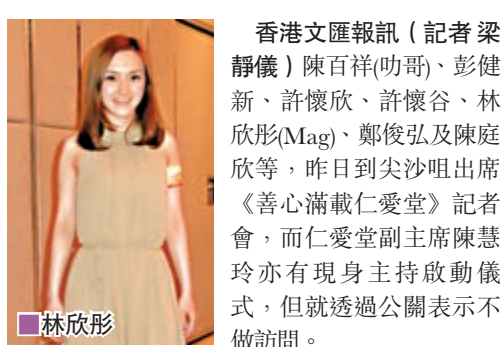 香港文匯報訊（記者 梁
靜儀）陳百祥(叻哥)、彭健
新、許懷欣、許懷谷、林
欣彤(Mag)、鄭俊弘及陳庭
欣等，昨日到尖沙咀出席
《善心滿載仁愛堂》記者
會，而仁愛堂副主席陳慧
玲亦有現身主持啟動儀
式，但就透過公關表示不
做訪問。
■林欣彤